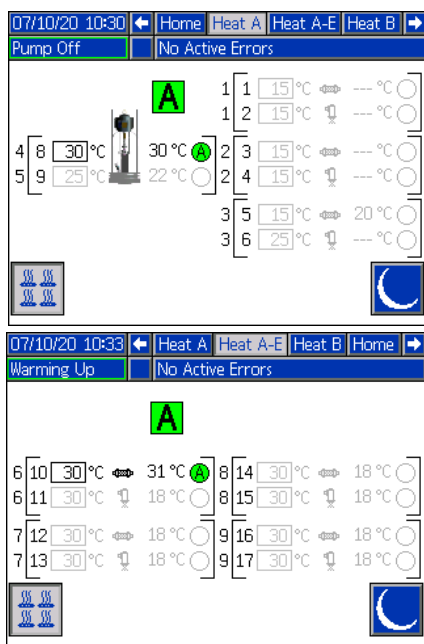 07/10/20 10:30 Home Heat A Heat A-E Heat B
Pump Off No Active Errors
A
1 1 15 °C --- °C
1 2 15 °C --- °C
4 8 30 °C 30 °C A 2 3 15 °C --- °C
5 9 25 °C 22 °C 2 4 15 °C --- °C
3 5 15 °C 20 °C
3 6 25 °C --- °C
07/10/20 10:33 Heat A Heat A-E Heat B Home
Warming Up No Active Errors
A
6 10 30 °C 31 °C A 8 14 30 °C 18 °C
6 11 30 °C 18 °C 8 15 30 °C 18 °C
7 12 30 °C 18 °C 9 16 30 °C 18 °C
7 13 30 °C 18 °C 9 17 30 °C 18 °C